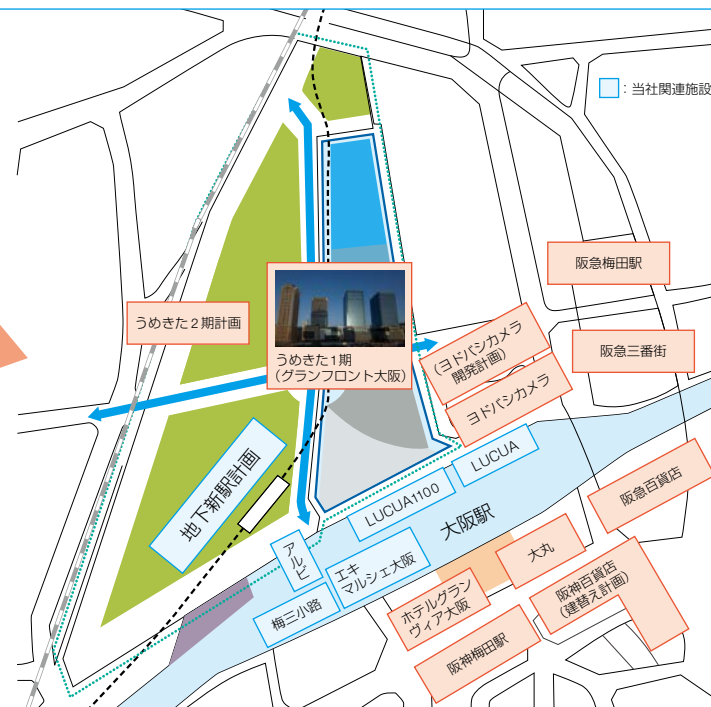 ：当社関連施設
阪急梅田駅
うめきた２期計画
阪急三番街
うめきた1期
（グランフロント大阪）
（ヨドバシカメラ
開発計画）
ヨドバシカメラ
LUCUA
阪急百貨店
地下新駅計画
LUCUA1100
大阪駅
アルビ
エキ
マルシェ大阪
大丸
梅三小路
ホテルグラン
ヴィア大阪
阪神百貨店
（建替え計画）
阪神梅田駅